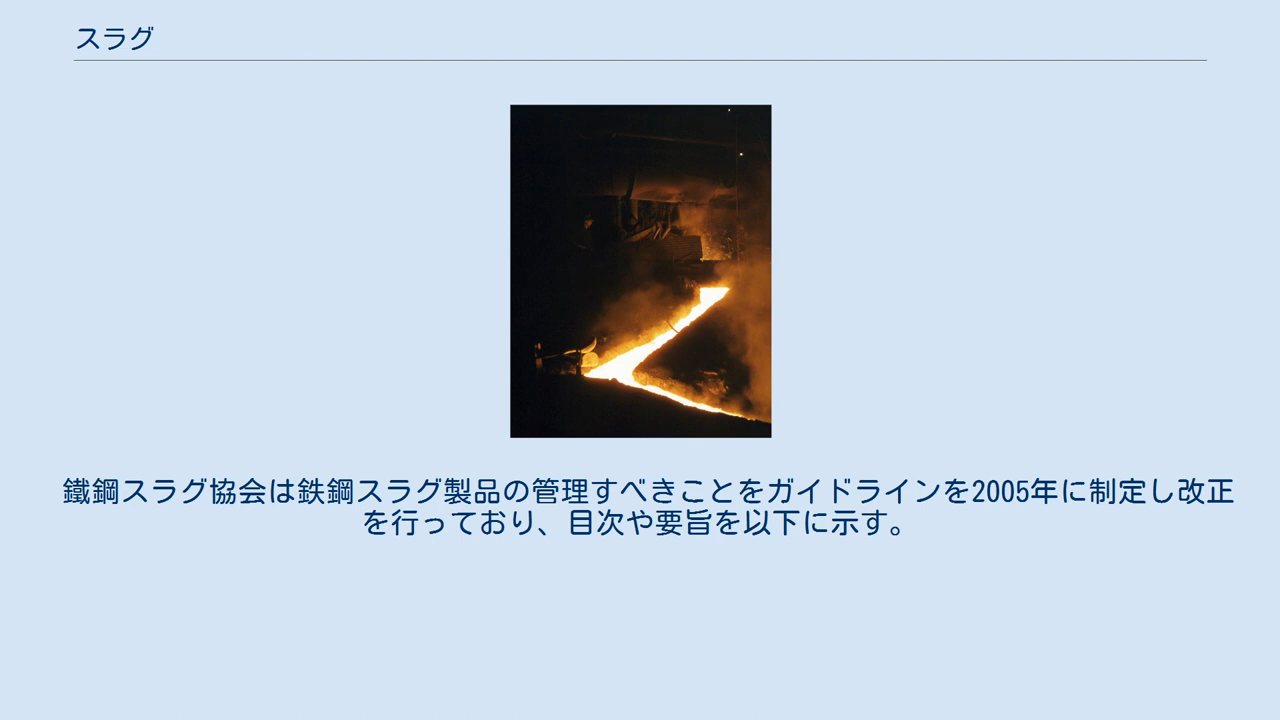 スラグ
鐵鋼スラグ協会は鉄鋼スラグ製品の管理すべきことをガイドラインを2005年に制定し改正
を行っており、目次や要旨を以下に示す。